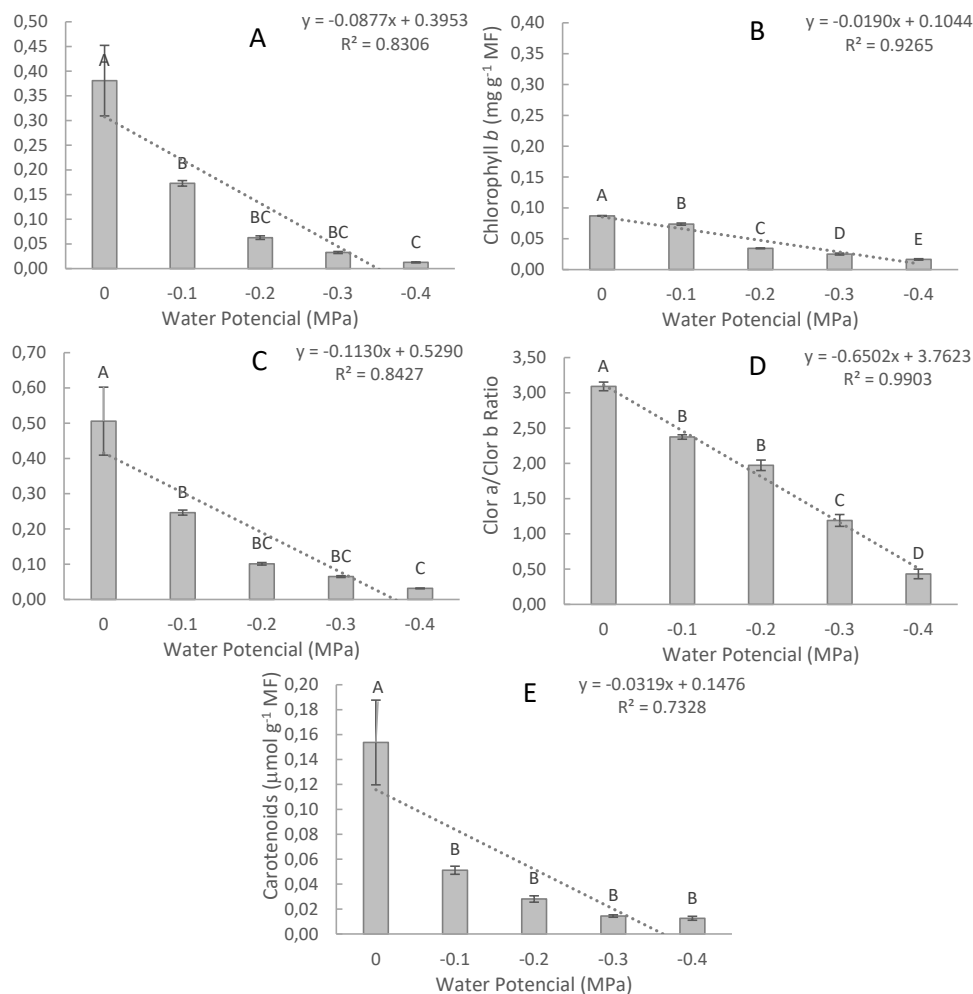 y = -0.0877x + 0.3953
R² = 0.8306
A
0,50
0,45
0,40
0,35
0,30
0,25
0,20
0,15
0,10
0,05
0,00
A
B
BC
BC
C
0
-0.1
-0.2
-0.3
-0.4
Water Potencial (MPa)
y = -0.0190x + 0.1044
R² = 0.9265
B
Chlorophyll b (mg g⁻¹ MF)
0,40
0,35
0,30
0,25
0,20
0,15
0,10
0,05
0,00
A
B
C
D
E
0
-0.1
-0.2
-0.3
-0.4
Water Potencial (MPa)
y = -0.1130x + 0.5290
R² = 0.8427
C
0,70
0,60
0,50
0,40
0,30
0,20
0,10
0,00
A
B
BC
BC
C
0
-0.1
-0.2
-0.3
-0.4
Water Potencial (MPa)
y = -0.6502x + 3.7623
R² = 0.9903
D
Clor a/Clor b Ratio
3,50
3,00
2,50
2,00
1,50
1,00
0,50
0,00
A
B
B
C
D
0
-0.1
-0.2
-0.3
-0.4
Water Potencial (MPa)
y = -0.0319x + 0.1476
R² = 0.7328
E
Carotenoids (µmol g⁻¹ MF)
0,20
0,18
0,16
0,14
0,12
0,10
0,08
0,06
0,04
0,02
0,00
A
B
B
B
B
0
-0.1
-0.2
-0.3
-0.4
Water Potencial (MPa)